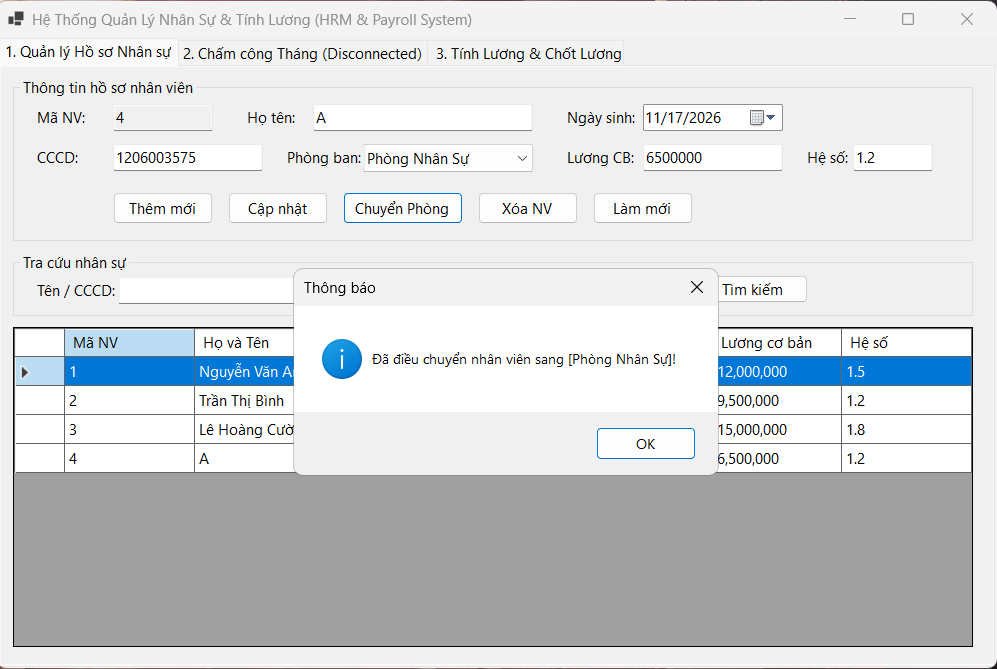 Hệ Thống Quản Lý Nhân Sự & Tính Lương (HRM & Payroll System)
1. Quản lý Hồ sơ Nhân sự 2. Chấm công Tháng (Disconnected) 3. Tính Lương & Chốt Lương
Thông tin hồ sơ nhân viên
Mã NV: 4 Họ tên: A Ngày sinh: 11/17/2026
CCCD: 1206003575 Phòng ban: Phòng Nhân Sự Lương CB: 6500000 Hệ số: 1.2
Thêm mới Cập nhật Chuyển Phòng Xóa NV Làm mới
Tra cứu nhân sự
Tên / CCCD: Tìm kiếm
Thông báo
Đã điều chuyển nhân viên sang [Phòng Nhân Sự]!
OK
Mã NV Họ và Tên Lương cơ bản Hệ số
1 Nguyễn Văn 12,000,000 1.5
2 Trần Thị Bình 9,500,000 1.2
3 Lê Hoàng 15,000,000 1.8
4 A 6,500,000 1.2